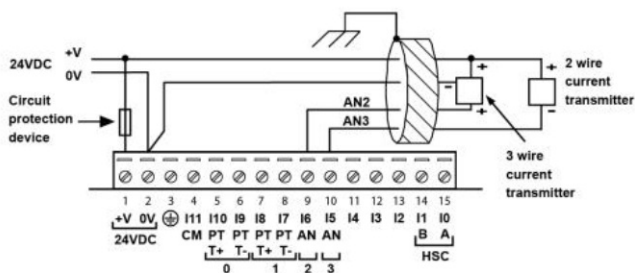 +V
24VDC
0V
Circuit
protection
device
AN2
AN3
+
-
+
+
-
2 wire
current
transmitter
3 wire
current
transmitter
1 2 3 4 5 6 7 8 9 10 11 12 13 14 15
+V 0V I11 I10 I9 I8 I7 I6 I5 I4 I3 I2 I1 I0
24VDC CM PT PT PT PT AN AN B A
T+ T- T+ T- 2 3 HSC
0 1